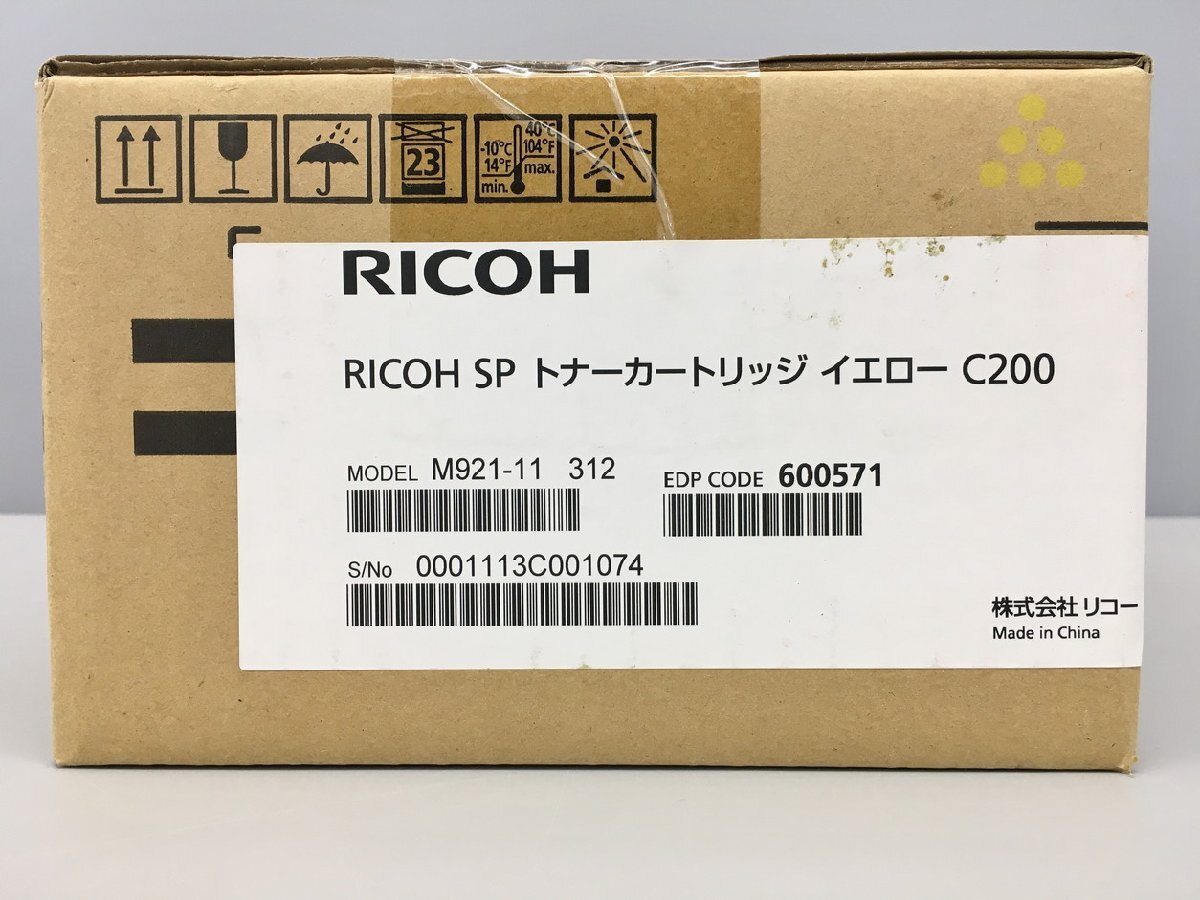 23
-10°C 14°F min.
40°C 104°F max.
RICOH
RICOH SP トナーカートリッジ イエロー C200
MODEL M921-11 312
EDP CODE 600571
S/No 0001113C001074
株式会社 リコー
Made in China